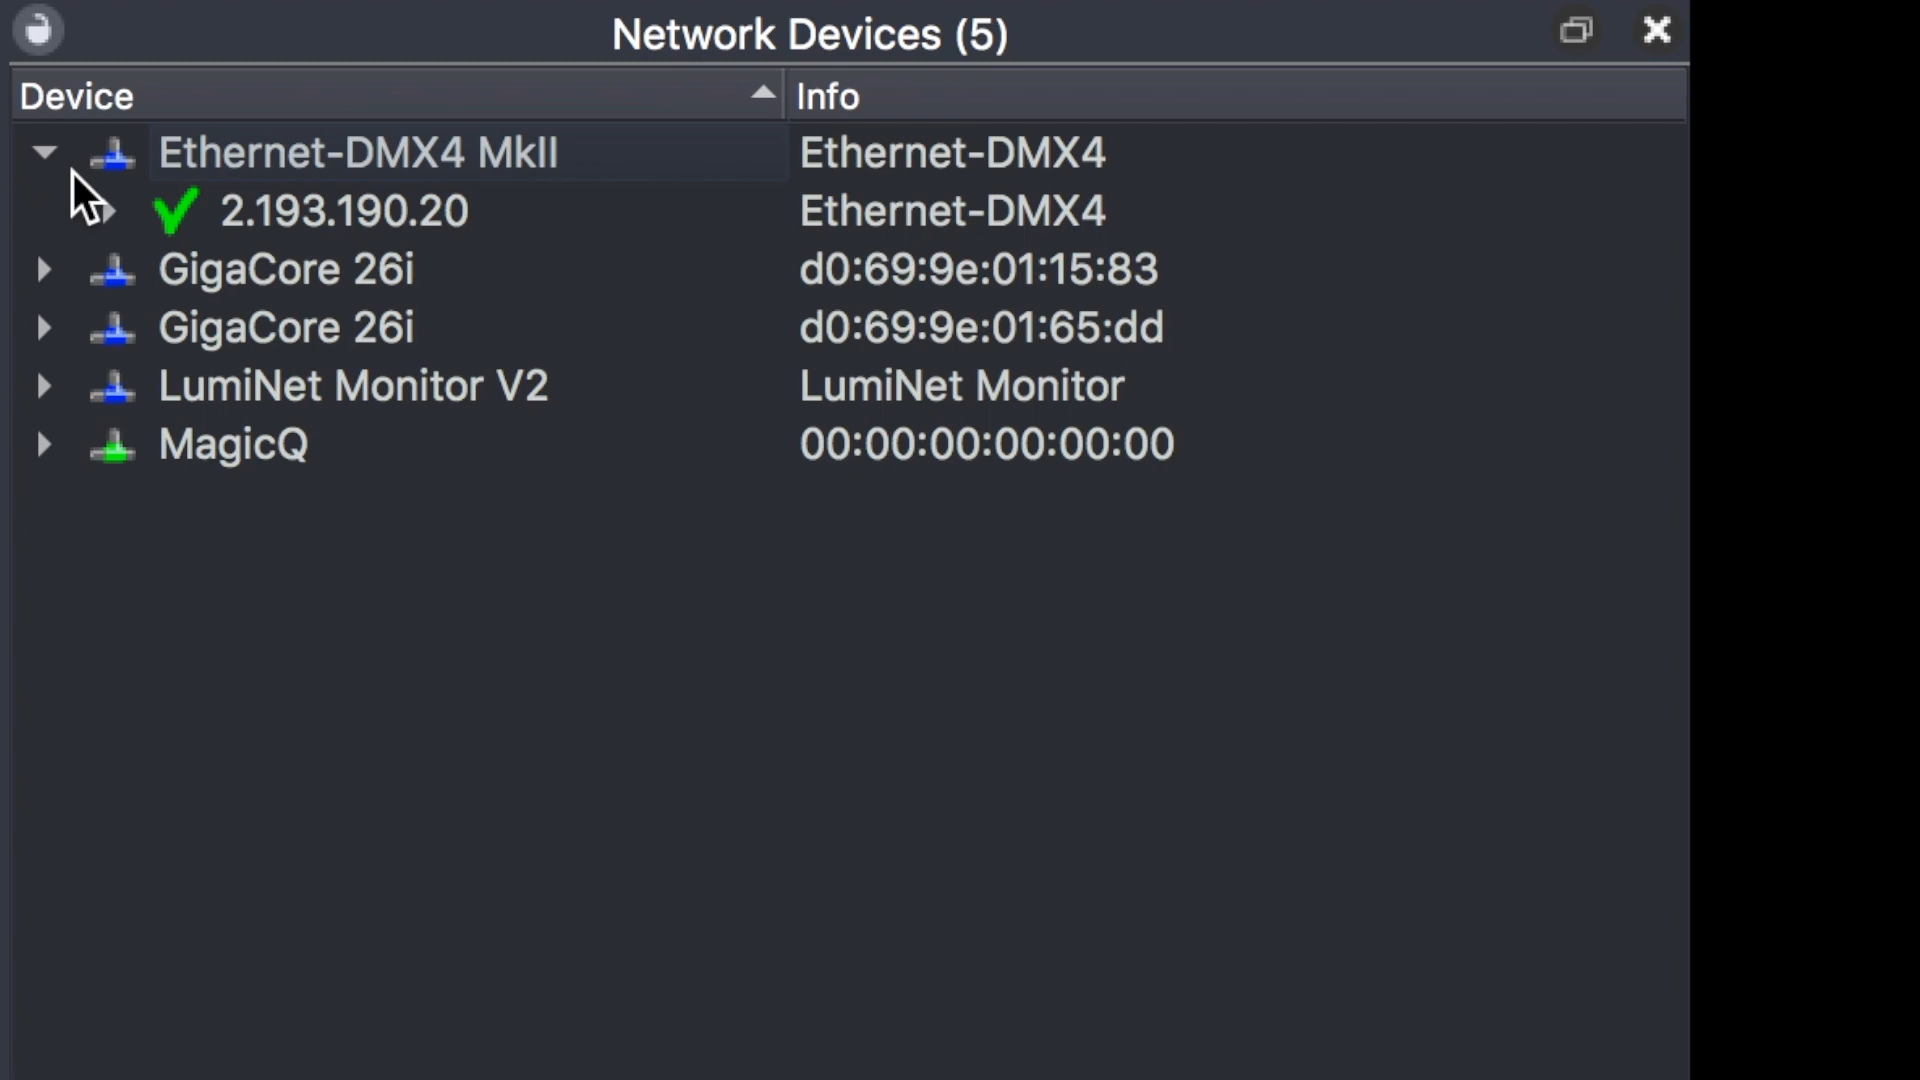 Network Devices (5)
Device Info
Ethernet-DMX4 MkII Ethernet-DMX4
2.193.190.20 Ethernet-DMX4
GigaCore 26i d0:69:9e:01:15:83
GigaCore 26i d0:69:9e:01:65:dd
LumiNet Monitor V2 LumiNet Monitor
MagicQ 00:00:00:00:00:00